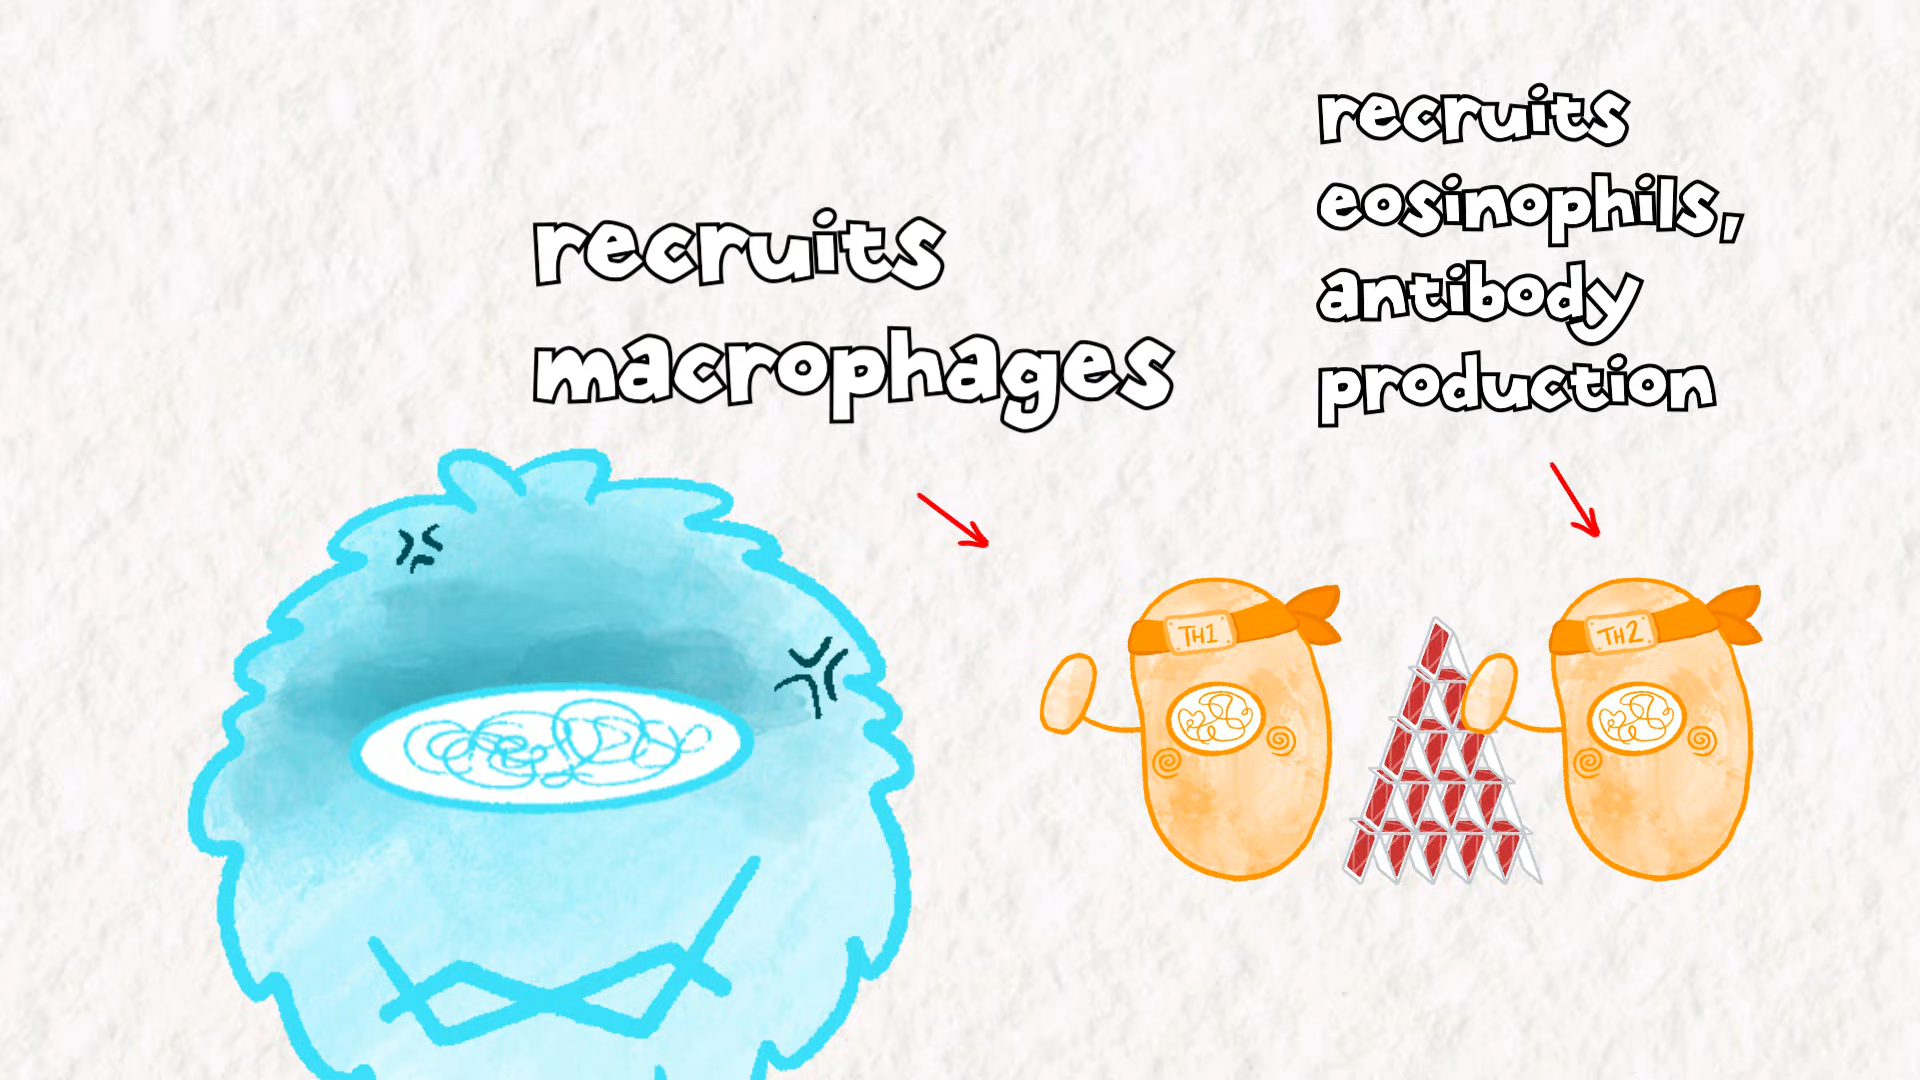 recruits
macrophages
recruits
eosinophils,
antibody
production
TH1
TH2